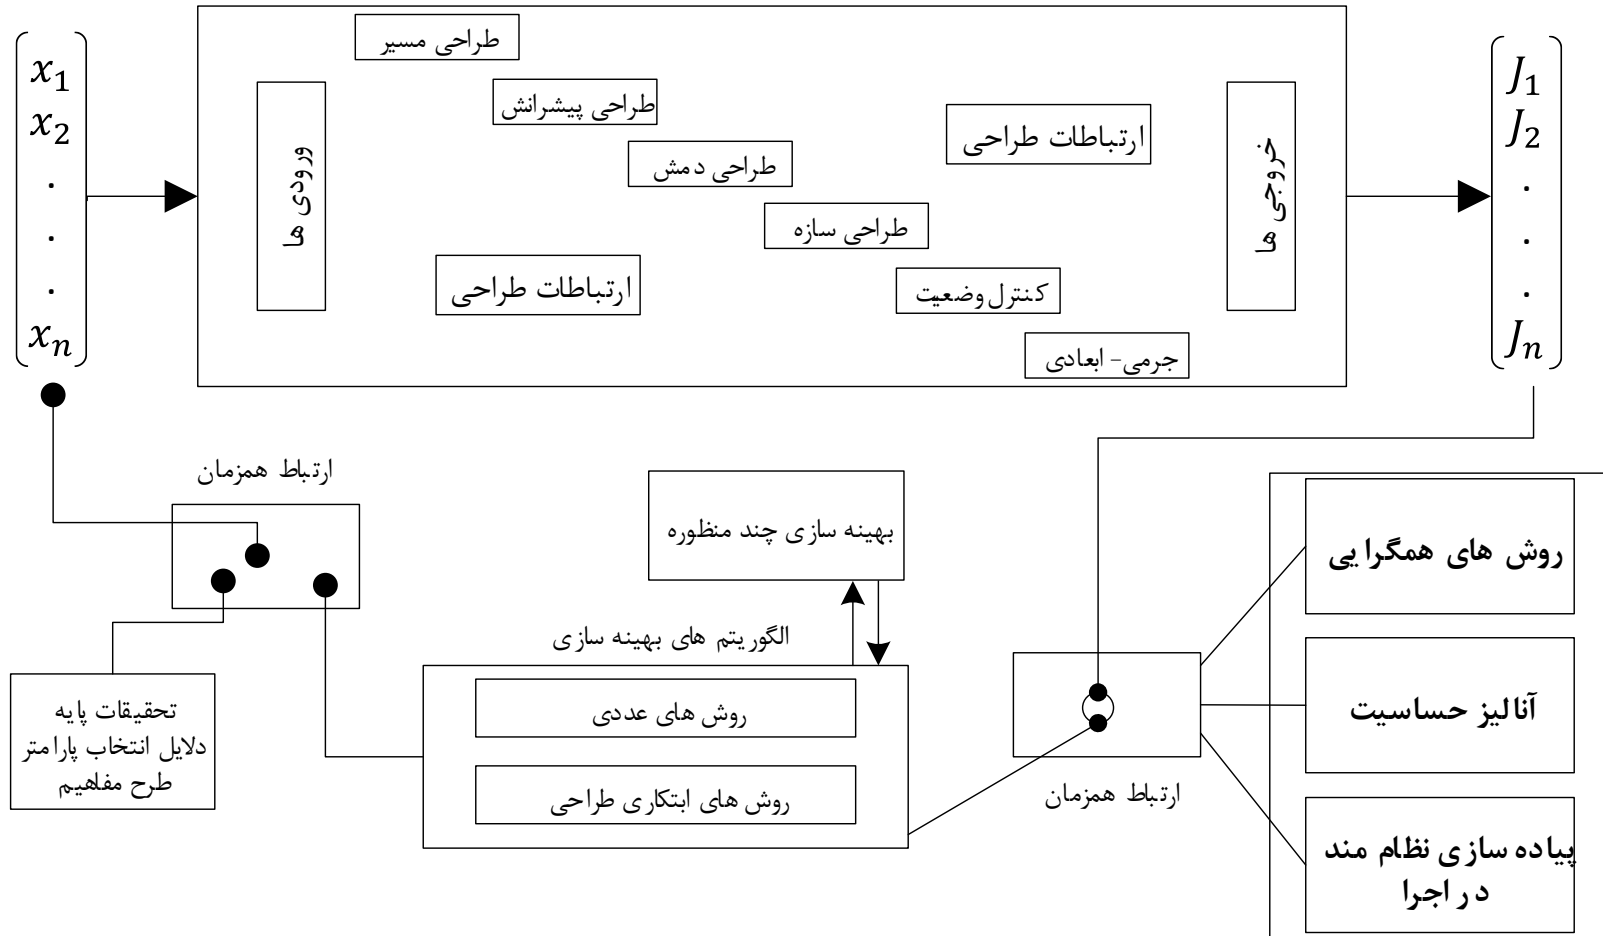 طراحی مسیر
x₁
x₂
.
.
.
xₙ
ورودی ها
طراحی پیشرانش
طراحی دمش
طراحی سازه
کنترل وضعیت
جرمی- ابعادی
ارتباطات طراحی
ارتباطات طراحی
خروجی ها
J₁
J₂
.
.
.
Jₙ
ارتباط همزمان
تحقیقات پایه
دلایل انتخاب پارامتر
طرح مفاهیم
بهینه سازی چند منظوره
الگوریتم های بهینه سازی
روش های عددی
روش های ابتکاری طراحی
ارتباط همزمان
روش های همگرایی
آنالیز حساسیت
پیاده سازی نظام مند
در اجرا